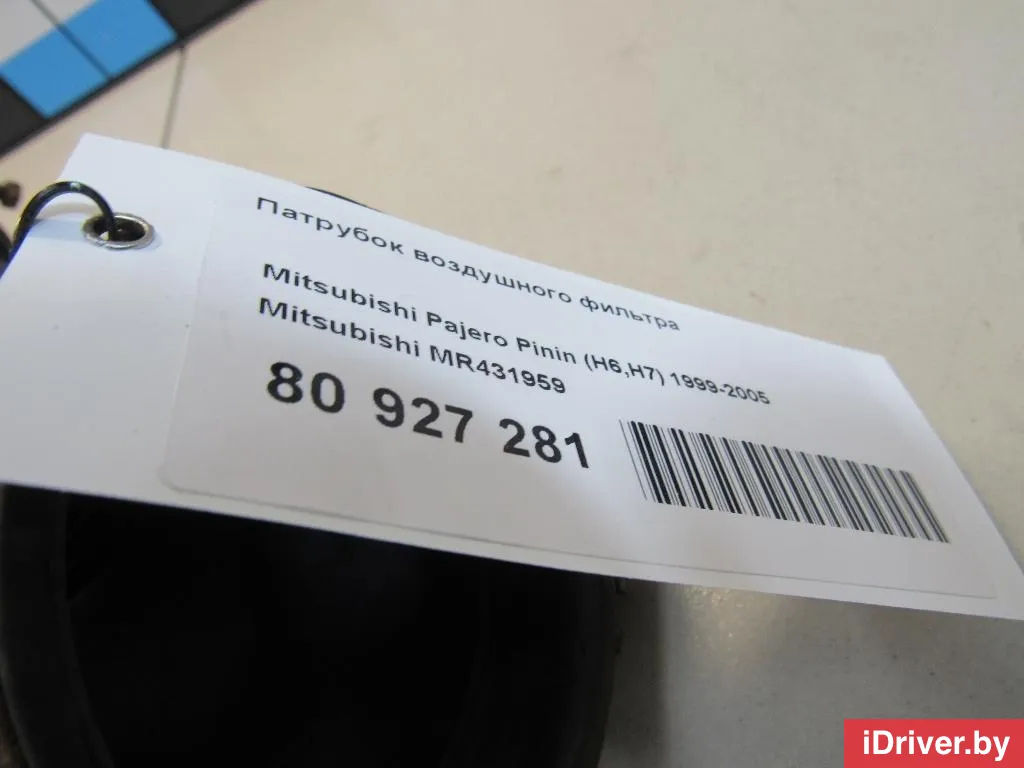 Патрубок воздушного фильтра
Mitsubishi Pajero Pinin (H6,H7) 1999-2005
Mitsubishi MR431959
80 927 281
iDriver.by